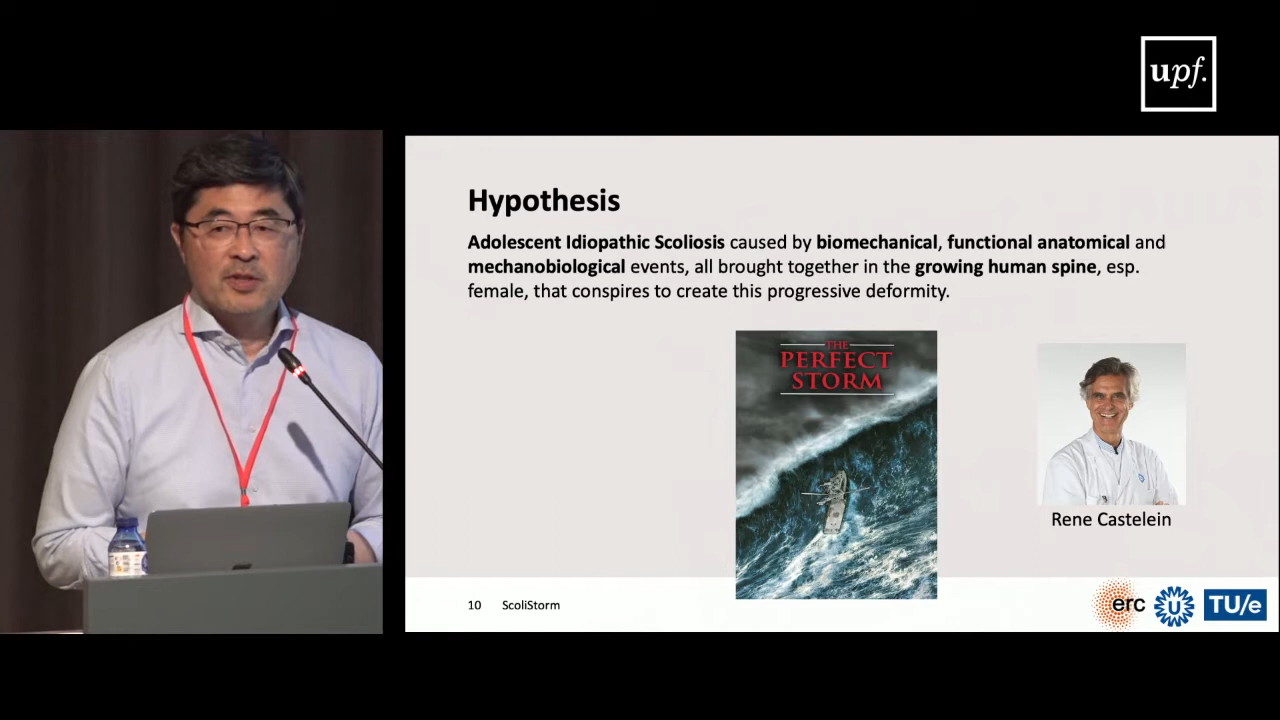 upf.
Hypothesis
Adolescent Idiopathic Scoliosis caused by biomechanical, functional anatomical and
mechanobiological events, all brought together in the growing human spine, esp.
female, that conspires to create this progressive deformity.
THE
PERFECT
STORM
Rene Castelein
10 ScoliStorm
erc
U
TU/e